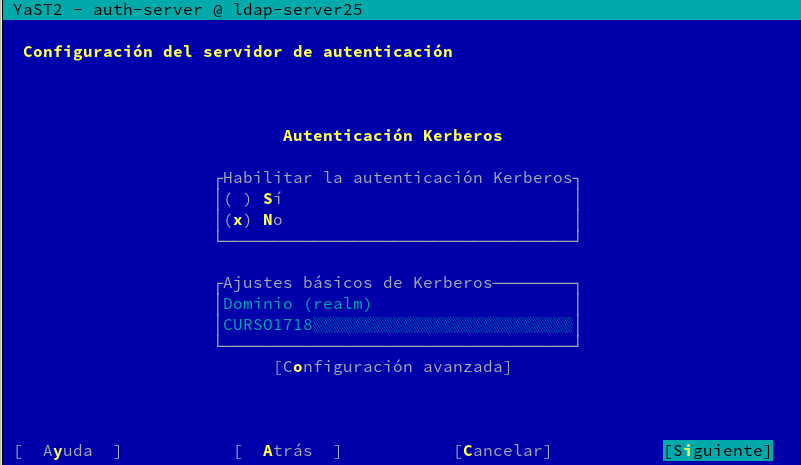 YaST2 - auth-server @ ldap-server25
Configuración del servidor de autenticación
Autenticación Kerberos
Habilitar la autenticación Kerberos
( ) Sí
(x) No
Ajustes básicos de Kerberos
Dominio (realm)
CURSO1718
[Configuración avanzada]
[ Ayuda ] [ Atrás ] [Cancelar] [Siguiente]